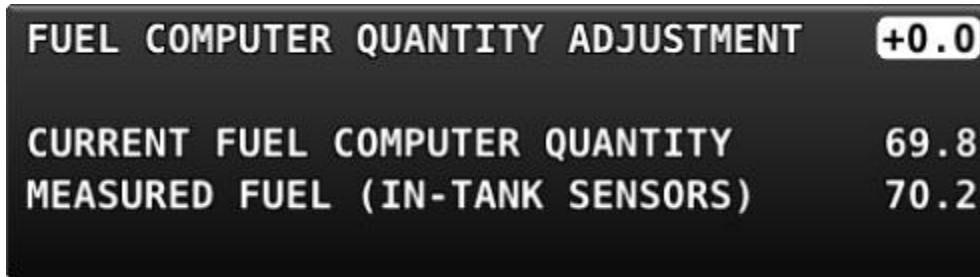 FUEL COMPUTER QUANTITY ADJUSTMENT +0.0
CURRENT FUEL COMPUTER QUANTITY 69.8
MEASURED FUEL (IN-TANK SENSORS) 70.2